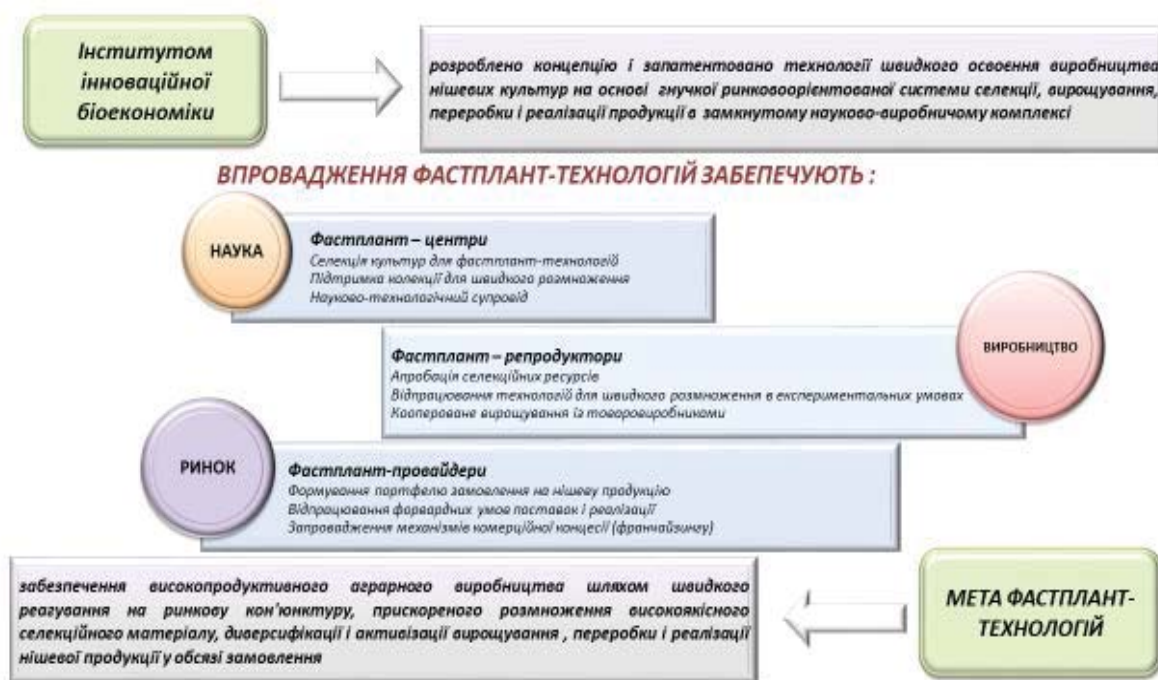 Інститутом
інноваційної
біоекономіки
розроблено концепцію і запатентовано технології швидкого освоєння виробництва
нішевих культур на основі гнучкої ринковоорієнтованої системи селекції, вирощування,
переробки і реалізації продукції в замкнутому науково-виробничому комплексі
ВПРОВАДЖЕННЯ ФАСТПЛАНТ-ТЕХНОЛОГІЙ ЗАБЕПЕЧУЮТЬ :
НАУКА
Фастплант – центри
Селекція культур для фастплант-технологій
Підтримка колекції для швидкого розмноження
Науково-технологічний супровід
Фастплант – репродуктори
Апробація селекційних ресурсів
Відпрацювання технологій для швидкого розмноження в експериментальних умовах
Коопероване вирощування із товаровиробниками
ВИРОБНИЦТВО
РИНОК
Фастплант-провайдери
Формування портфелю замовлення на нішеву продукцію
Відпрацювання форвардних умов поставок і реалізації
Запровадження механізмів комерційної концесії (франчайзингу)
забезпечення високопродуктивного аграрного виробництва шляхом швидкого
реагування на ринкову кон'юнктуру, прискореного розмноження високоякісного
селекційного матеріалу, диверсифікації і активізації вирощування , переробки і реалізації
нішевої продукції у обсязі замовлення
МЕТА ФАСТПЛАНТ-
ТЕХНОЛОГІЙ